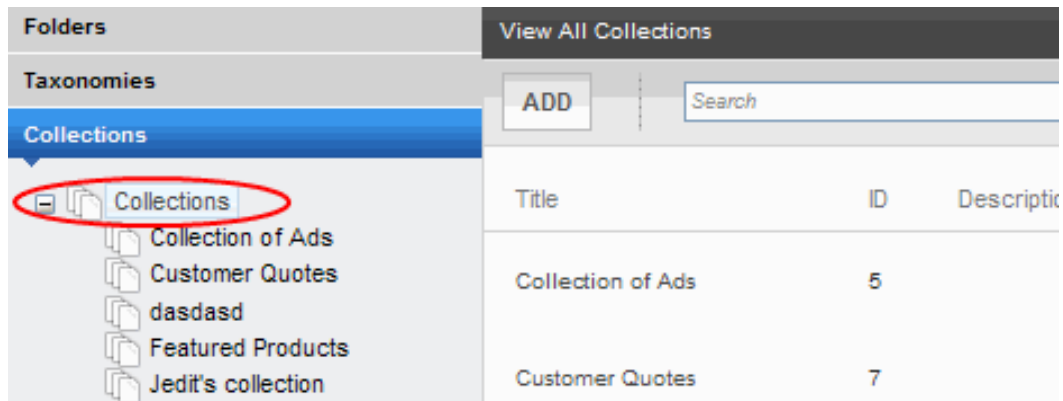 Folders
Taxonomies
Collections
Collections
Collection of Ads
Customer Quotes
dasdasd
Featured Products
Jedit's collection
View All Collections
ADD Search
Title ID Descriptio
Collection of Ads 5
Customer Quotes 7